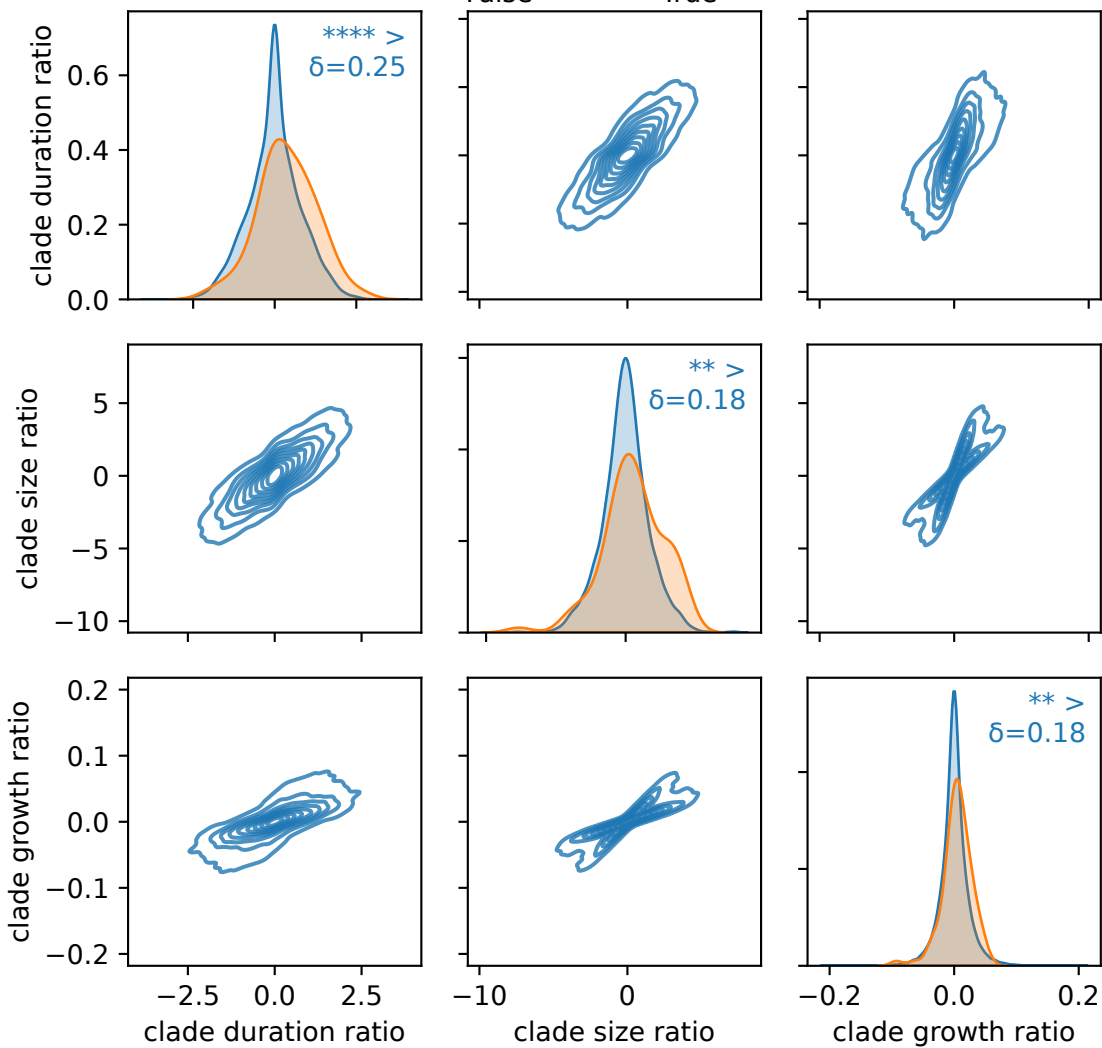 clade duration ratio
0.6
0.4
0.2
0.0
**** >
δ=0.25
clade size ratio
5
0
−5
−10
** >
δ=0.18
clade growth ratio
0.2
0.1
0.0
−0.1
−0.2
** >
δ=0.18
−2.5 0.0 2.5
−10 0
−0.2 0.0 0.2
clade duration ratio
clade size ratio
clade growth ratio